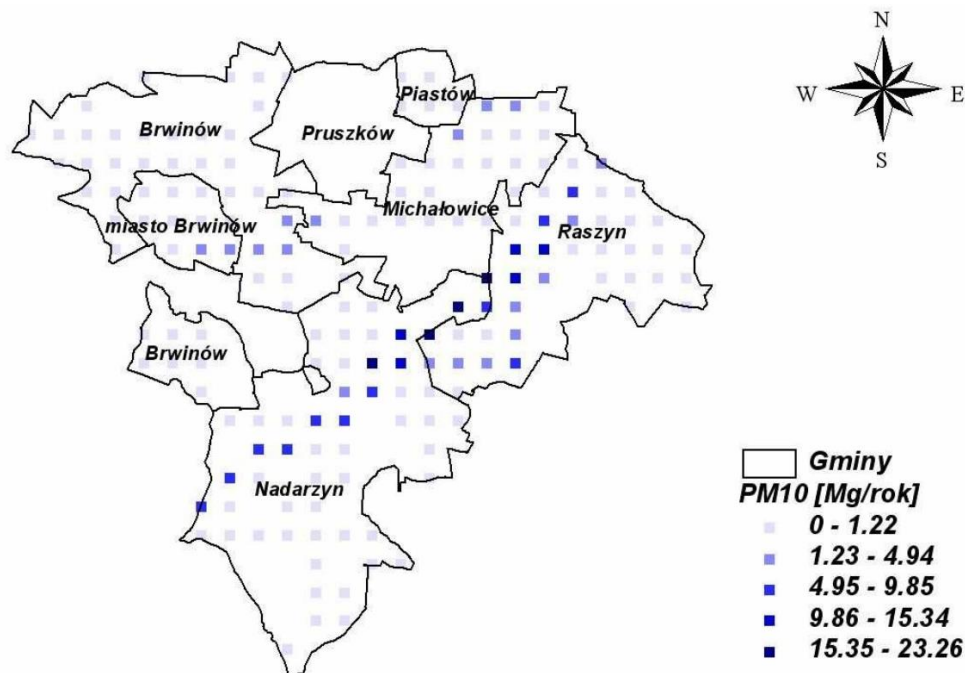 N
W E
S
Piastów
Brwinów
Pruszków
Michałowice
miasto Brwinów
Raszyn
Brwinów
Nadarzyn
Gminy
PM10 [Mg/rok]
0 - 1.22
1.23 - 4.94
4.95 - 9.85
9.86 - 15.34
15.35 - 23.26